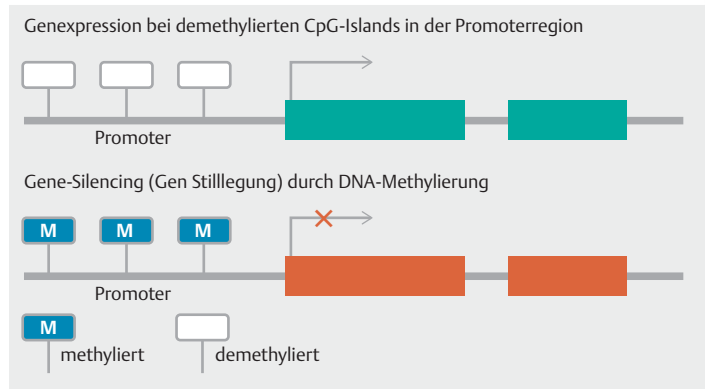 Genexpression bei demethylierten CpG-Islands in der Promoterregion
Promoter
Gene-Silencing (Gen Stilllegung) durch DNA-Methylierung
M M M
Promoter
M
methyliert demethyliert